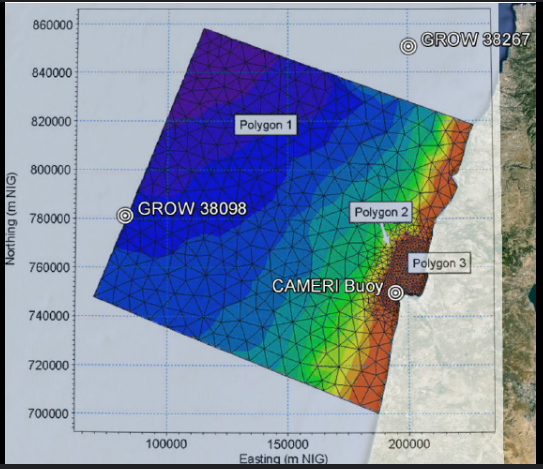 860000
GROW 38267
840000
820000
Polygon 1
800000
Northing (m NIG)
780000
GROW 38098
Polygon 2
760000
Polygon 3
CAMERI Buoy
740000
720000
700000
100000
150000
200000
Easting (m NIG)